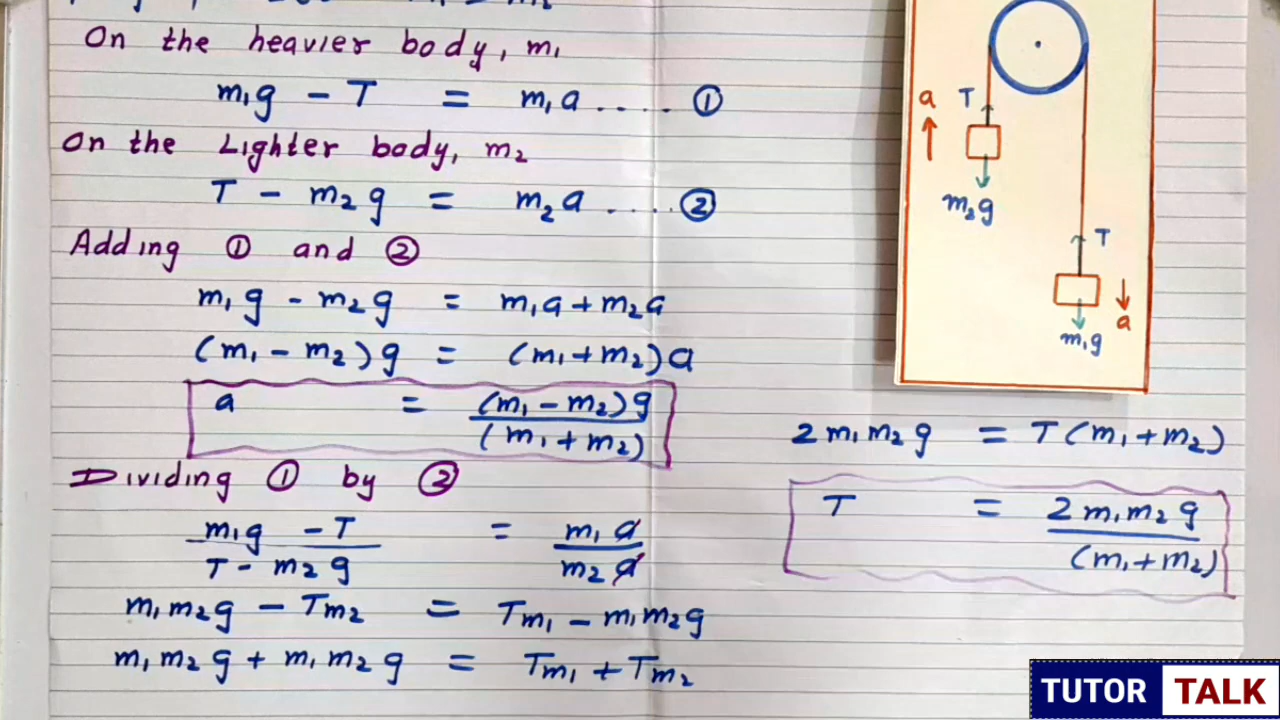 On the heavier body, m₁
m₁g - T = m₁a .... ①
On the Lighter body, m₂
T - m₂g = m₂a .... ②
Adding ① and ②
m₁g - m₂g = m₁a + m₂a
(m₁ - m₂)g = (m₁ + m₂)a
a = (m₁ - m₂)g / (m₁ + m₂)
Dividing ① by ②
m₁g - T / T - m₂g = m₁a / m₂a
m₁m₂g - Tm₂ = Tm₁ - m₁m₂g
m₁m₂g + m₁m₂g = Tm₁ + Tm₂
a T
m₂g
T
a
m₁g
2m₁m₂g = T(m₁ + m₂)
T = 2m₁m₂g / (m₁ + m₂)
TUTOR TALK